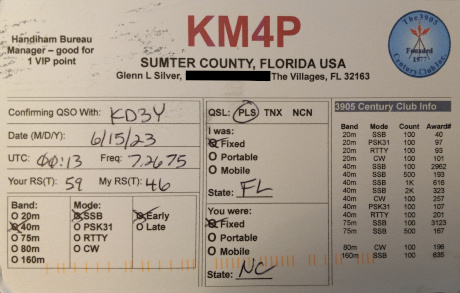 Handiham Bureau
Manager – good for
1 VIP point
KM4P
SUMTER COUNTY, FLORIDA USA
Glenn L Silver, The Villages, FL 32163
The 3905
Founded
1977
Century Club Inc.
Confirming QSO With: KD3Y
Date (M/D/Y): 6/15/23
UTC: 00:13 Freq: 7.2675
Your RS(T): 59 My RS(T): 46
Band: Mode:
20m SSB Early
40m PSK31 Late
75m RTTY
80m CW
160m
QSL: PLS TNX NCN
I was:
Fixed
Portable
Mobile
State: FL
You were:
Fixed
Portable
Mobile
State: NC
3905 Century Club Info
Band Mode Count Award#
20m SSB 100 40
20m PSK31 100 97
20m RTTY 100 93
20m CW 100 101
40m SSB 100 2962
40m SSB 500 193
40m SSB 1K 616
40m SSB 2K 323
40m CW 100 257
40m PSK31 100 107
40m RTTY 100 201
75m SSB 100 3123
75m SSB 500 167
80m CW 100 196
160m SSB 100 635